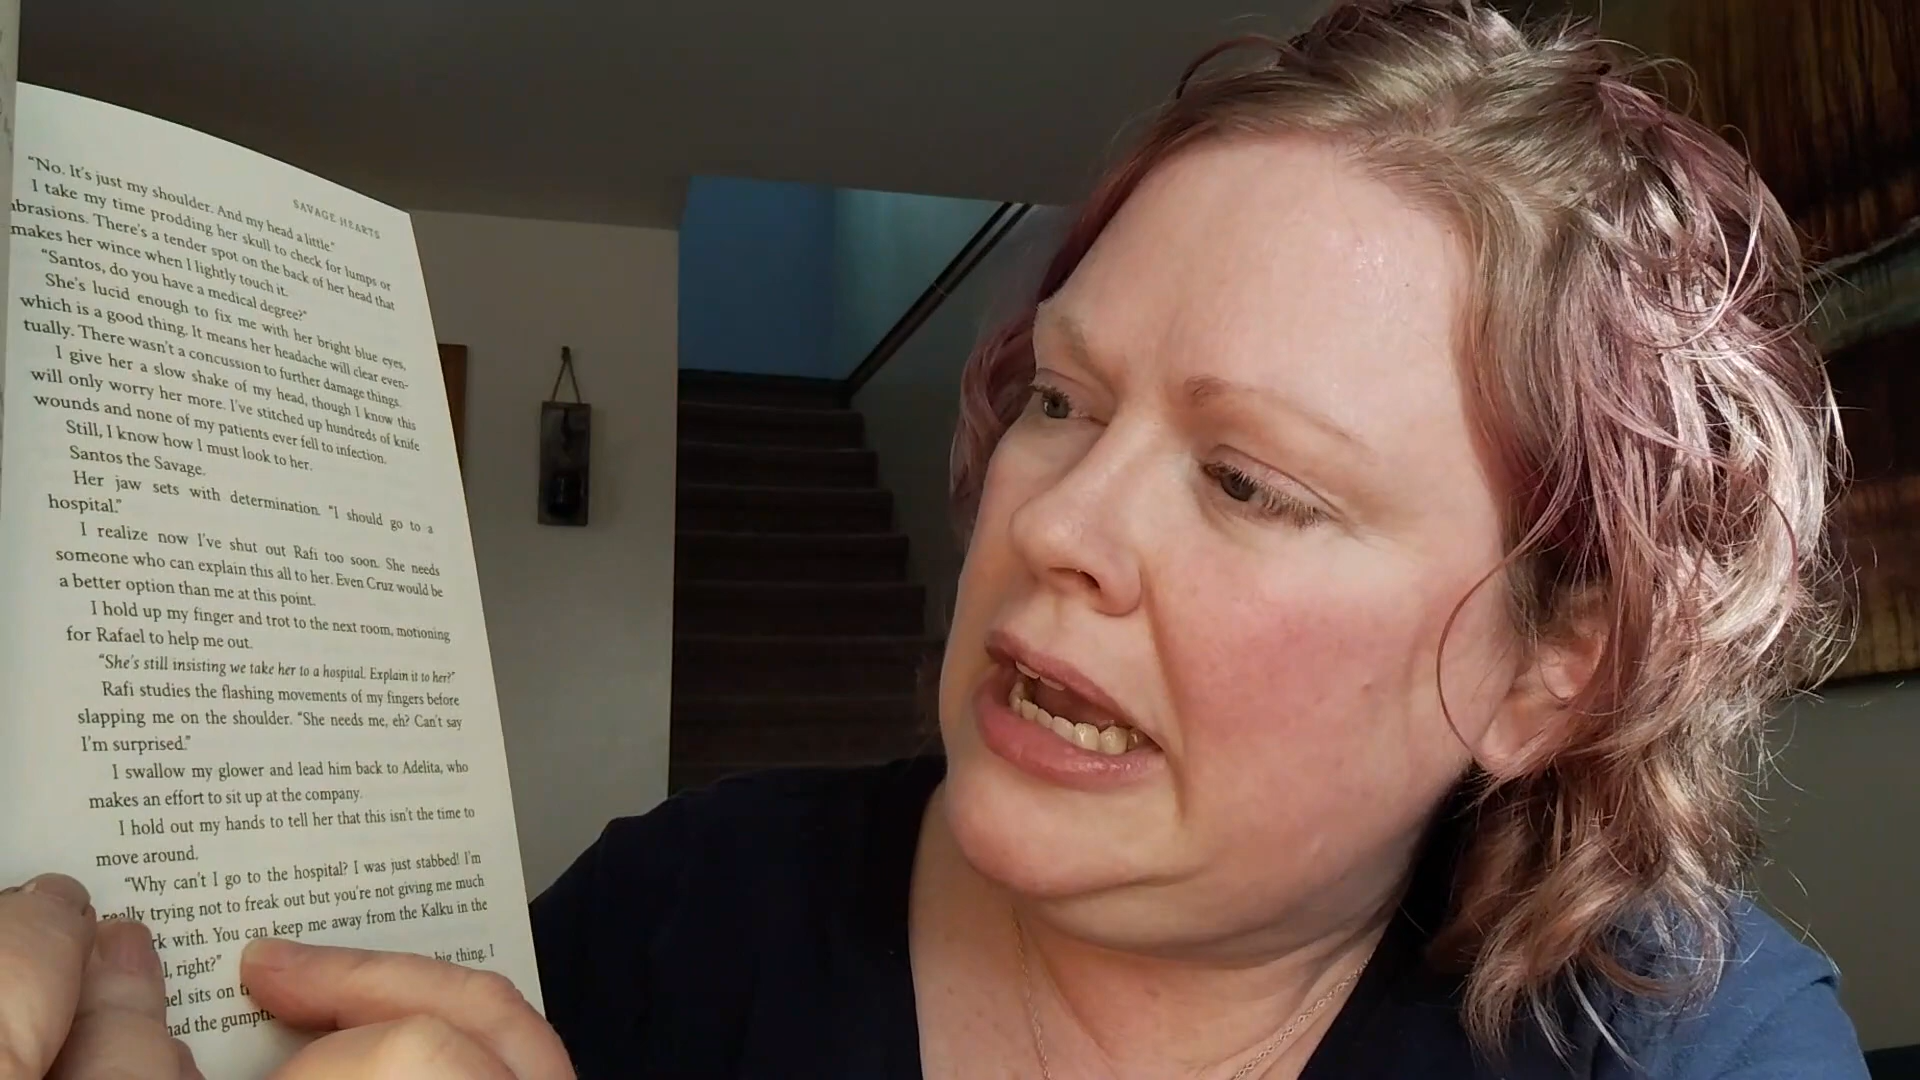 SAVAGE HEARTS
"No. It's just my shoulder. And my head a little."
I take my time prodding her skull to check for lumps or
abrasions. There's a tender spot on the back of her head that
makes her wince when I lightly touch it.
"Santos, do you have a medical degree?"
She's lucid enough to fix me with her bright blue eyes,
which is a good thing. It means her headache will clear even-
tually. There wasn't a concussion to further damage things.
I give her a slow shake of my head, though I know this
will only worry her more. I've stitched up hundreds of knife
wounds and none of my patients ever fell to infection.
Still, I know how I must look to her.
Santos the Savage.
Her jaw sets with determination. "I should go to a
hospital."
I realize now I've shut out Rafi too soon. She needs
someone who can explain this all to her. Even Cruz would be
a better option than me at this point.
I hold up my finger and trot to the next room, motioning
for Rafael to help me out.
"She's still insisting we take her to a hospital. Explain it to her?"
Rafi studies the flashing movements of my fingers before
slapping me on the shoulder. "She needs me, eh? Can't say
I'm surprised."
I swallow my glower and lead him back to Adelita, who
makes an effort to sit up at the company.
I hold out my hands to tell her that this isn't the time to
move around.
"Why can't I go to the hospital? I was just stabbed! I'm
really trying not to freak out but you're not giving me much
with. You can keep me away from the Kalku in the
right?"
big thing. I
sits on
had the